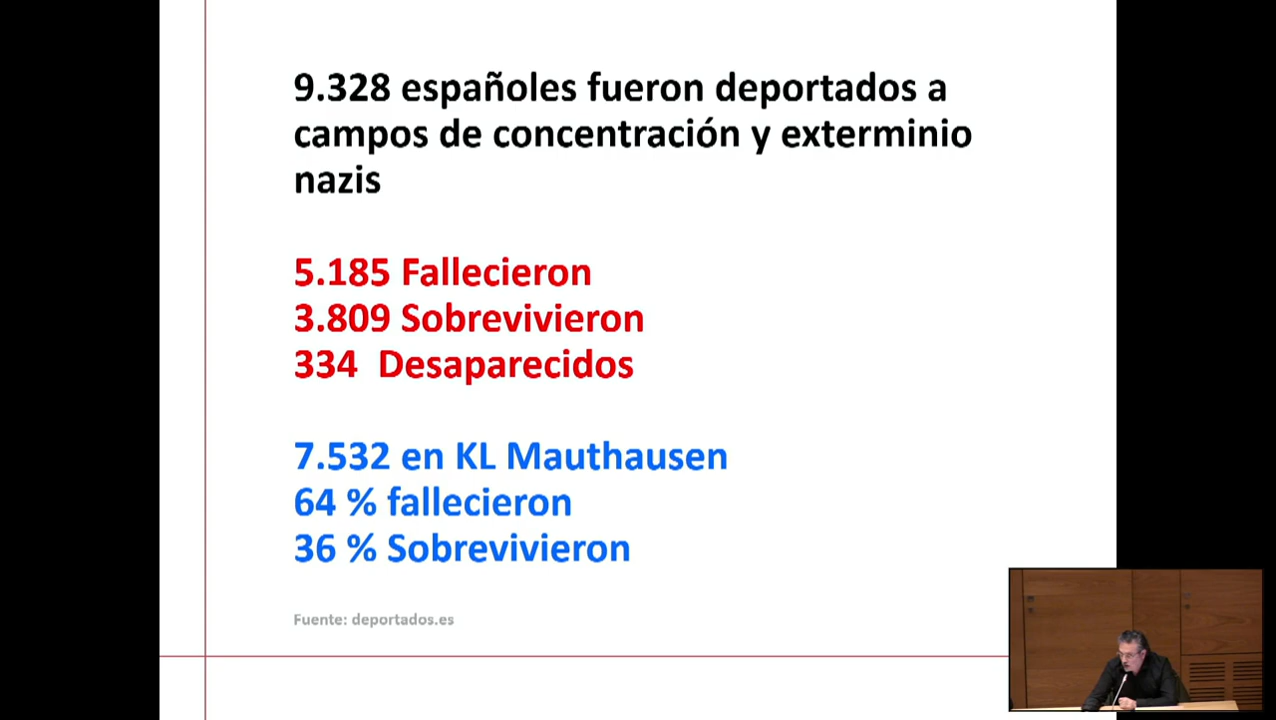 9.328 españoles fueron deportados a
campos de concentración y exterminio
nazis
5.185 Fallecieron
3.809 Sobrevivieron
334 Desaparecidos
7.532 en KL Mauthausen
64 % fallecieron
36 % Sobrevivieron
Fuente: deportados.es